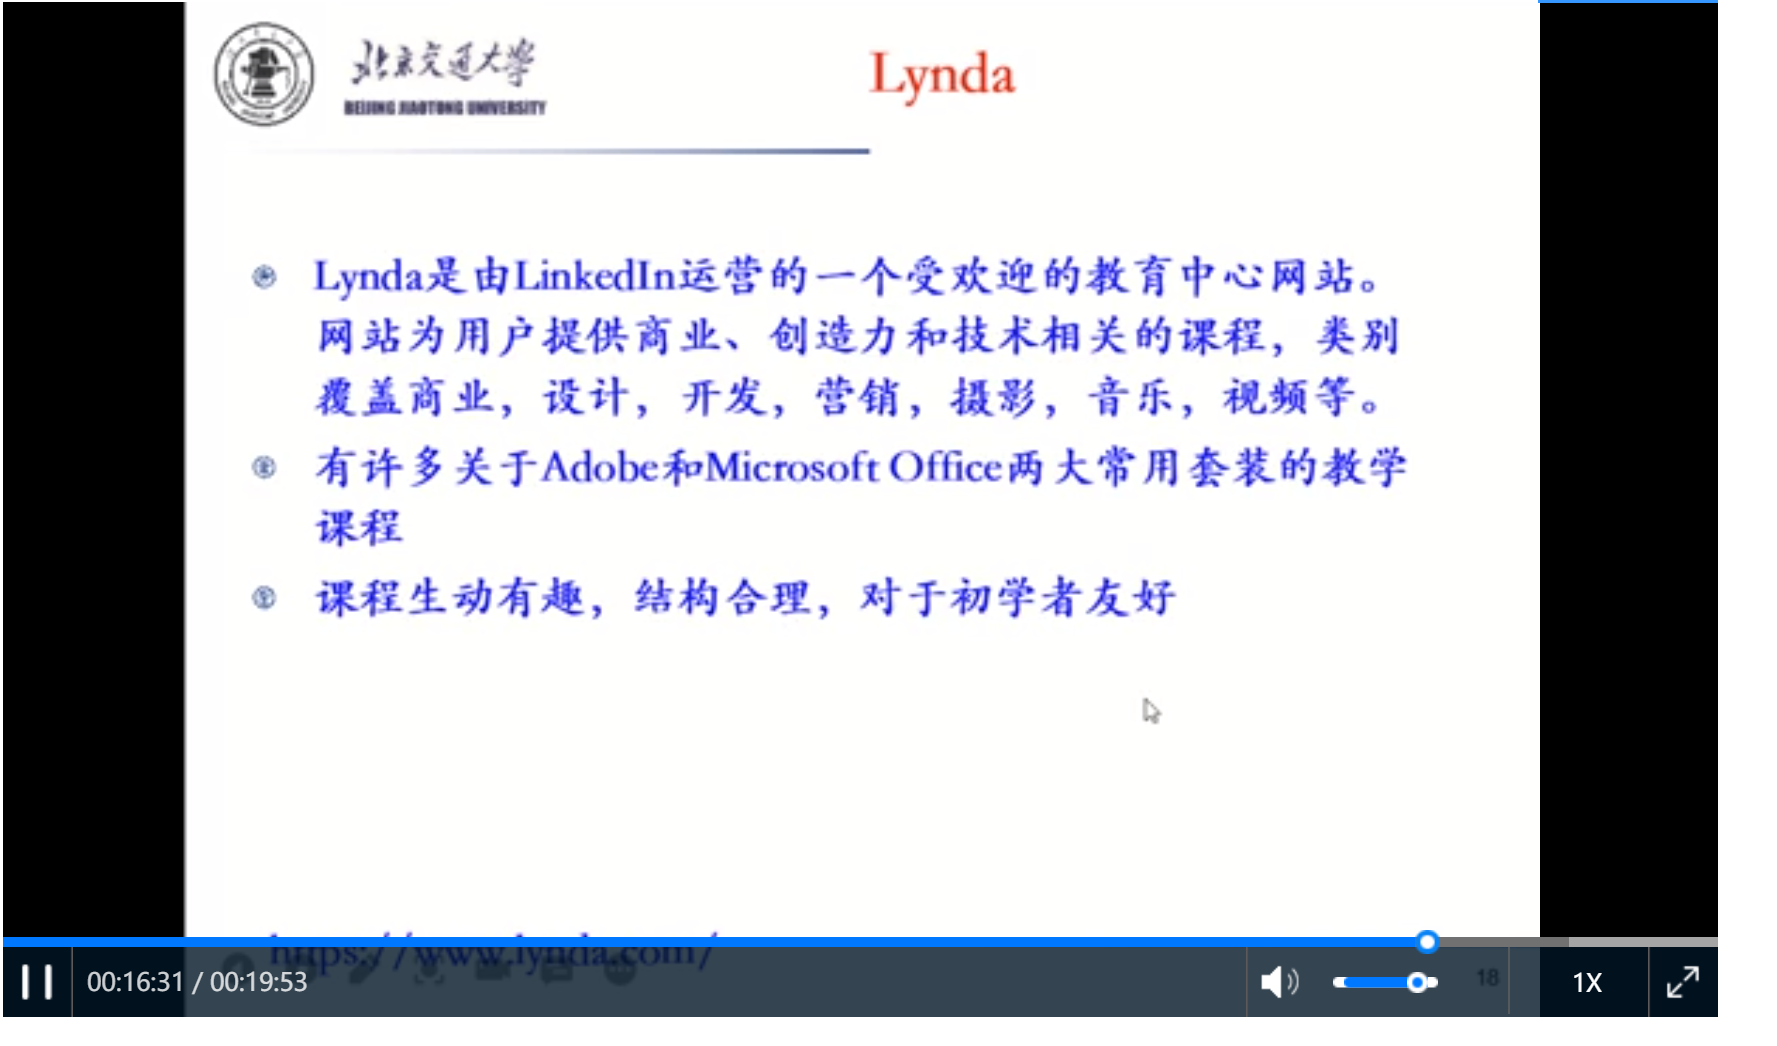 北京交通大学
BEIJING JIAOTONG UNIVERSITY
Lynda
Lynda是由LinkedIn运营的一个受欢迎的教育中心网站。
网站为用户提供商业、创造力和技术相关的课程，类别
覆盖商业，设计，开发，营销，摄影，音乐，视频等。
有许多关于Adobe和Microsoft Office两大常用套装的教学
课程
课程生动有趣，结构合理，对于初学者友好
https://www.lynda.com/
18
00:16:31 / 00:19:53
1X